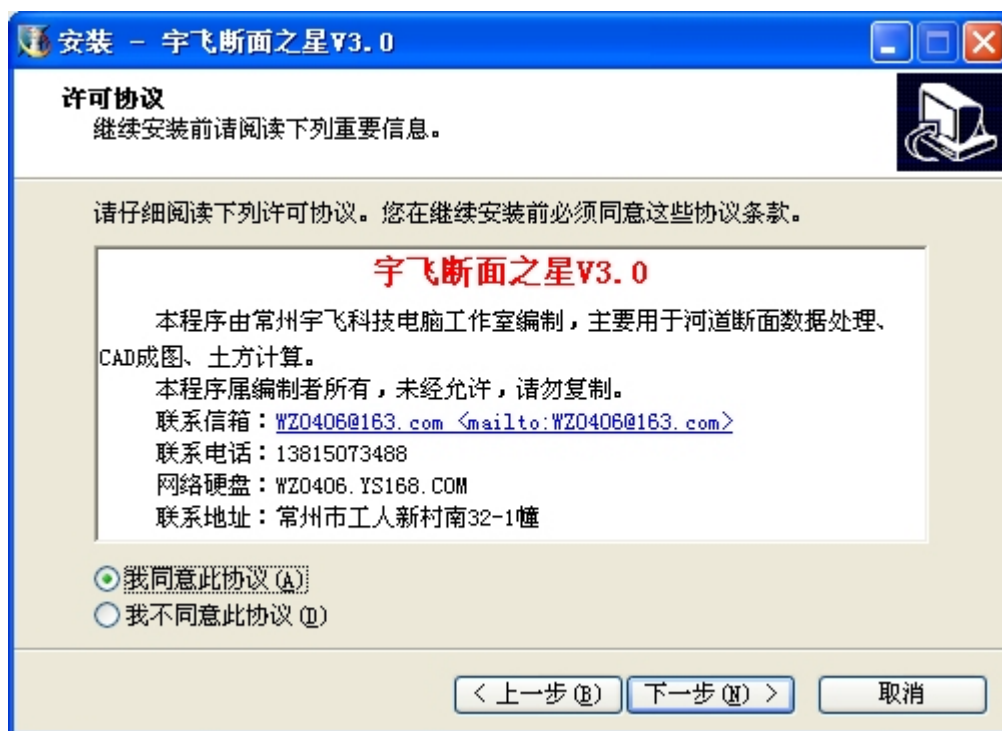 安装 - 宇飞断面之星V3.0
许可协议
继续安装前请阅读下列重要信息。
请仔细阅读下列许可协议。您在继续安装前必须同意这些协议条款。
宇飞断面之星V3.0
本程序由常州宇飞科技电脑工作室编制,主要用于河道断面数据处理、
CAD成图、土方计算。
本程序属编制者所有,未经允许,请勿复制。
联系信箱:WZ0406@163.com <mailto:WZ0406@163.com>
联系电话:13815073488
网络硬盘:WZ0406.YS168.COM
联系地址:常州市工人新村南32-1幢
我同意此协议(A)
我不同意此协议(D)
< 上一步(B) 下一步(N) > 取消